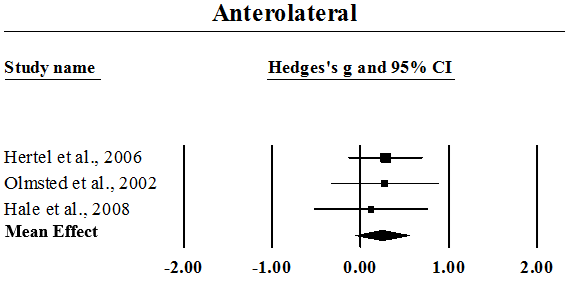 Anterolateral
Study name Hedges's g and 95% CI
Hertel et al., 2006
Olmsted et al., 2002
Hale et al., 2008
Mean Effect
-2.00 -1.00 0.00 1.00 2.00